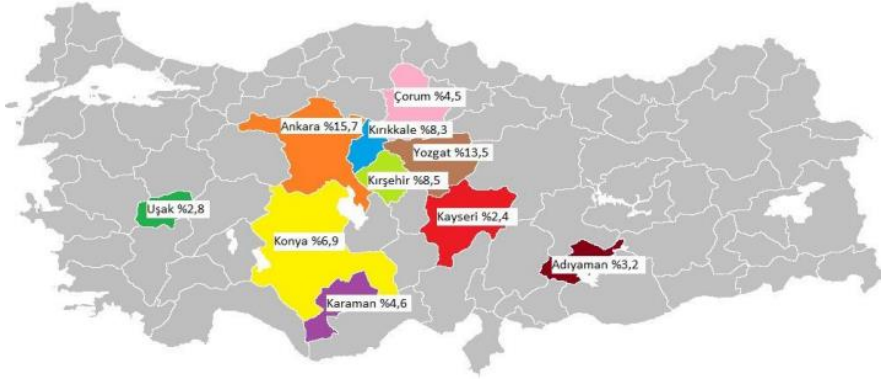 Çorum %4,5
Ankara %15,7
Kırıkkale %8,3
Yozgat %13,5
Kırşehir %8,5
Uşak %2,8
Kayseri %2,4
Konya %6,9
Adıyaman %3,2
Karaman %4,6